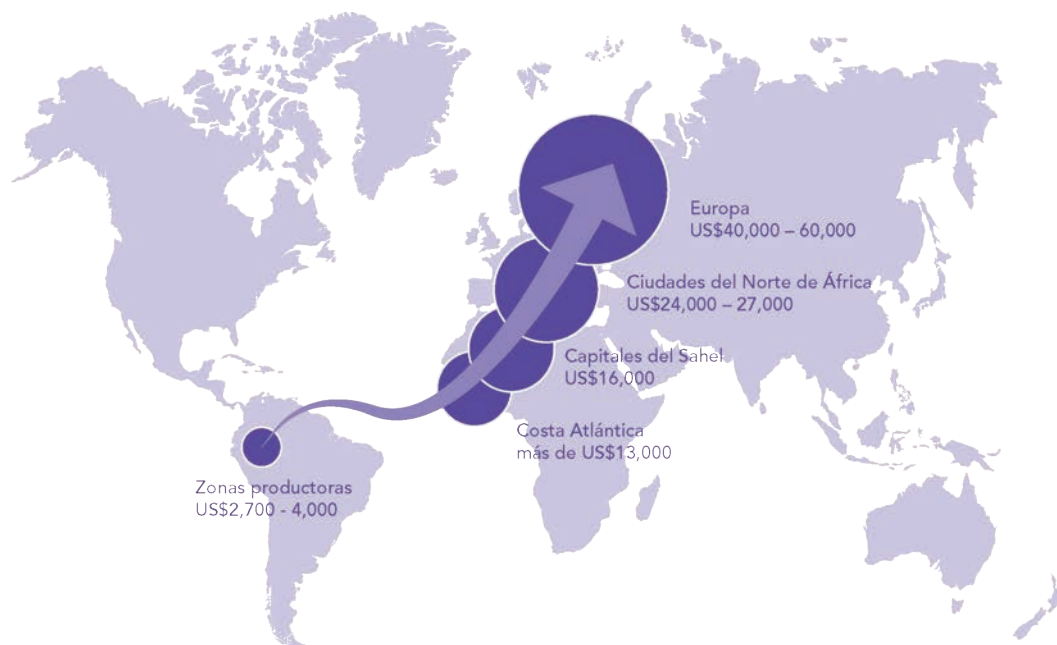 Europa
US$40,000 – 60,000
Ciudades del Norte de África
US$24,000 – 27,000
Capitales del Sahel
US$16,000
Costa Atlántica
más de US$13,000
Zonas productoras
US$2,700 - 4,000